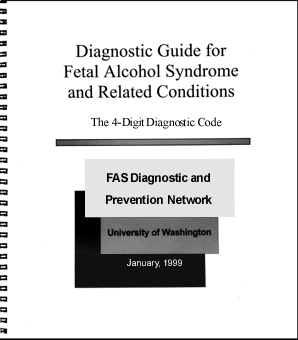 Diagnostic Guide for
Fetal Alcohol Syndrome
and Related Conditions
The 4-Digit Diagnostic Code
FAS Diagnostic and
Prevention Network
University of Washington
January, 1999